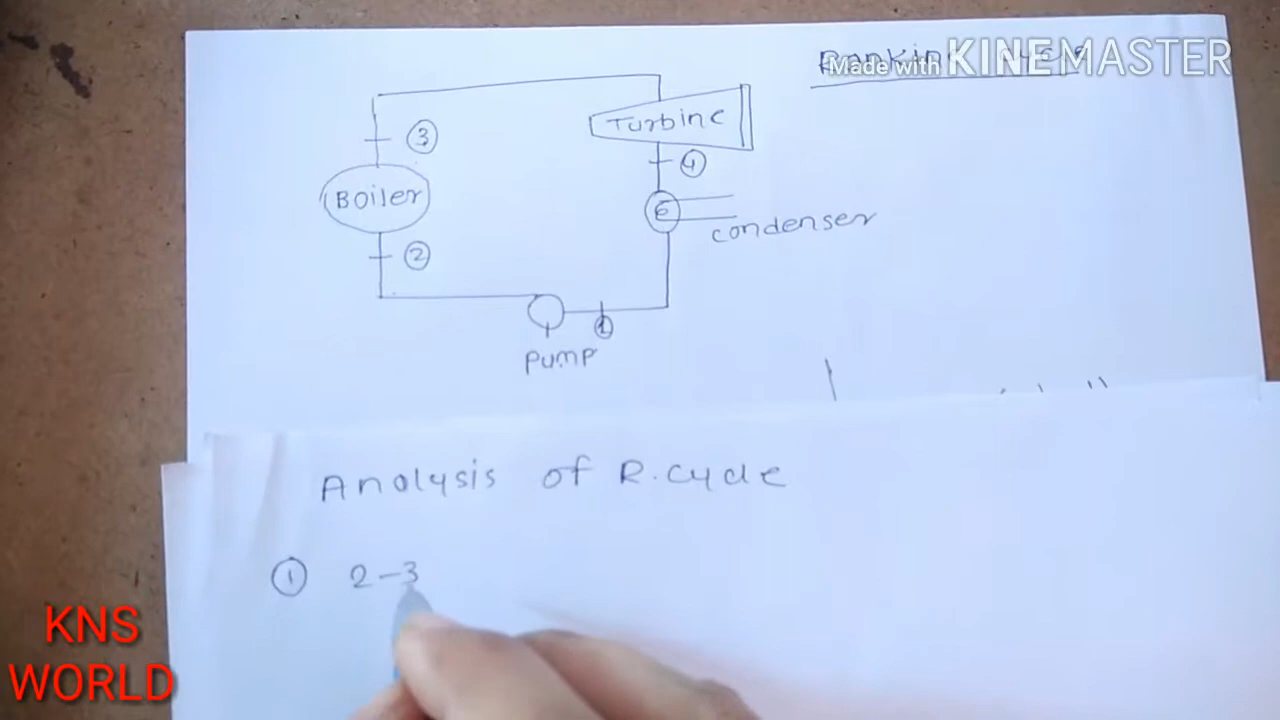 Made with KINEMASTER
Turbine
3
4
Boiler
6
condenser
2
1
Pump
Analysis of R.cycle
1 2-3
KNS
WORLD